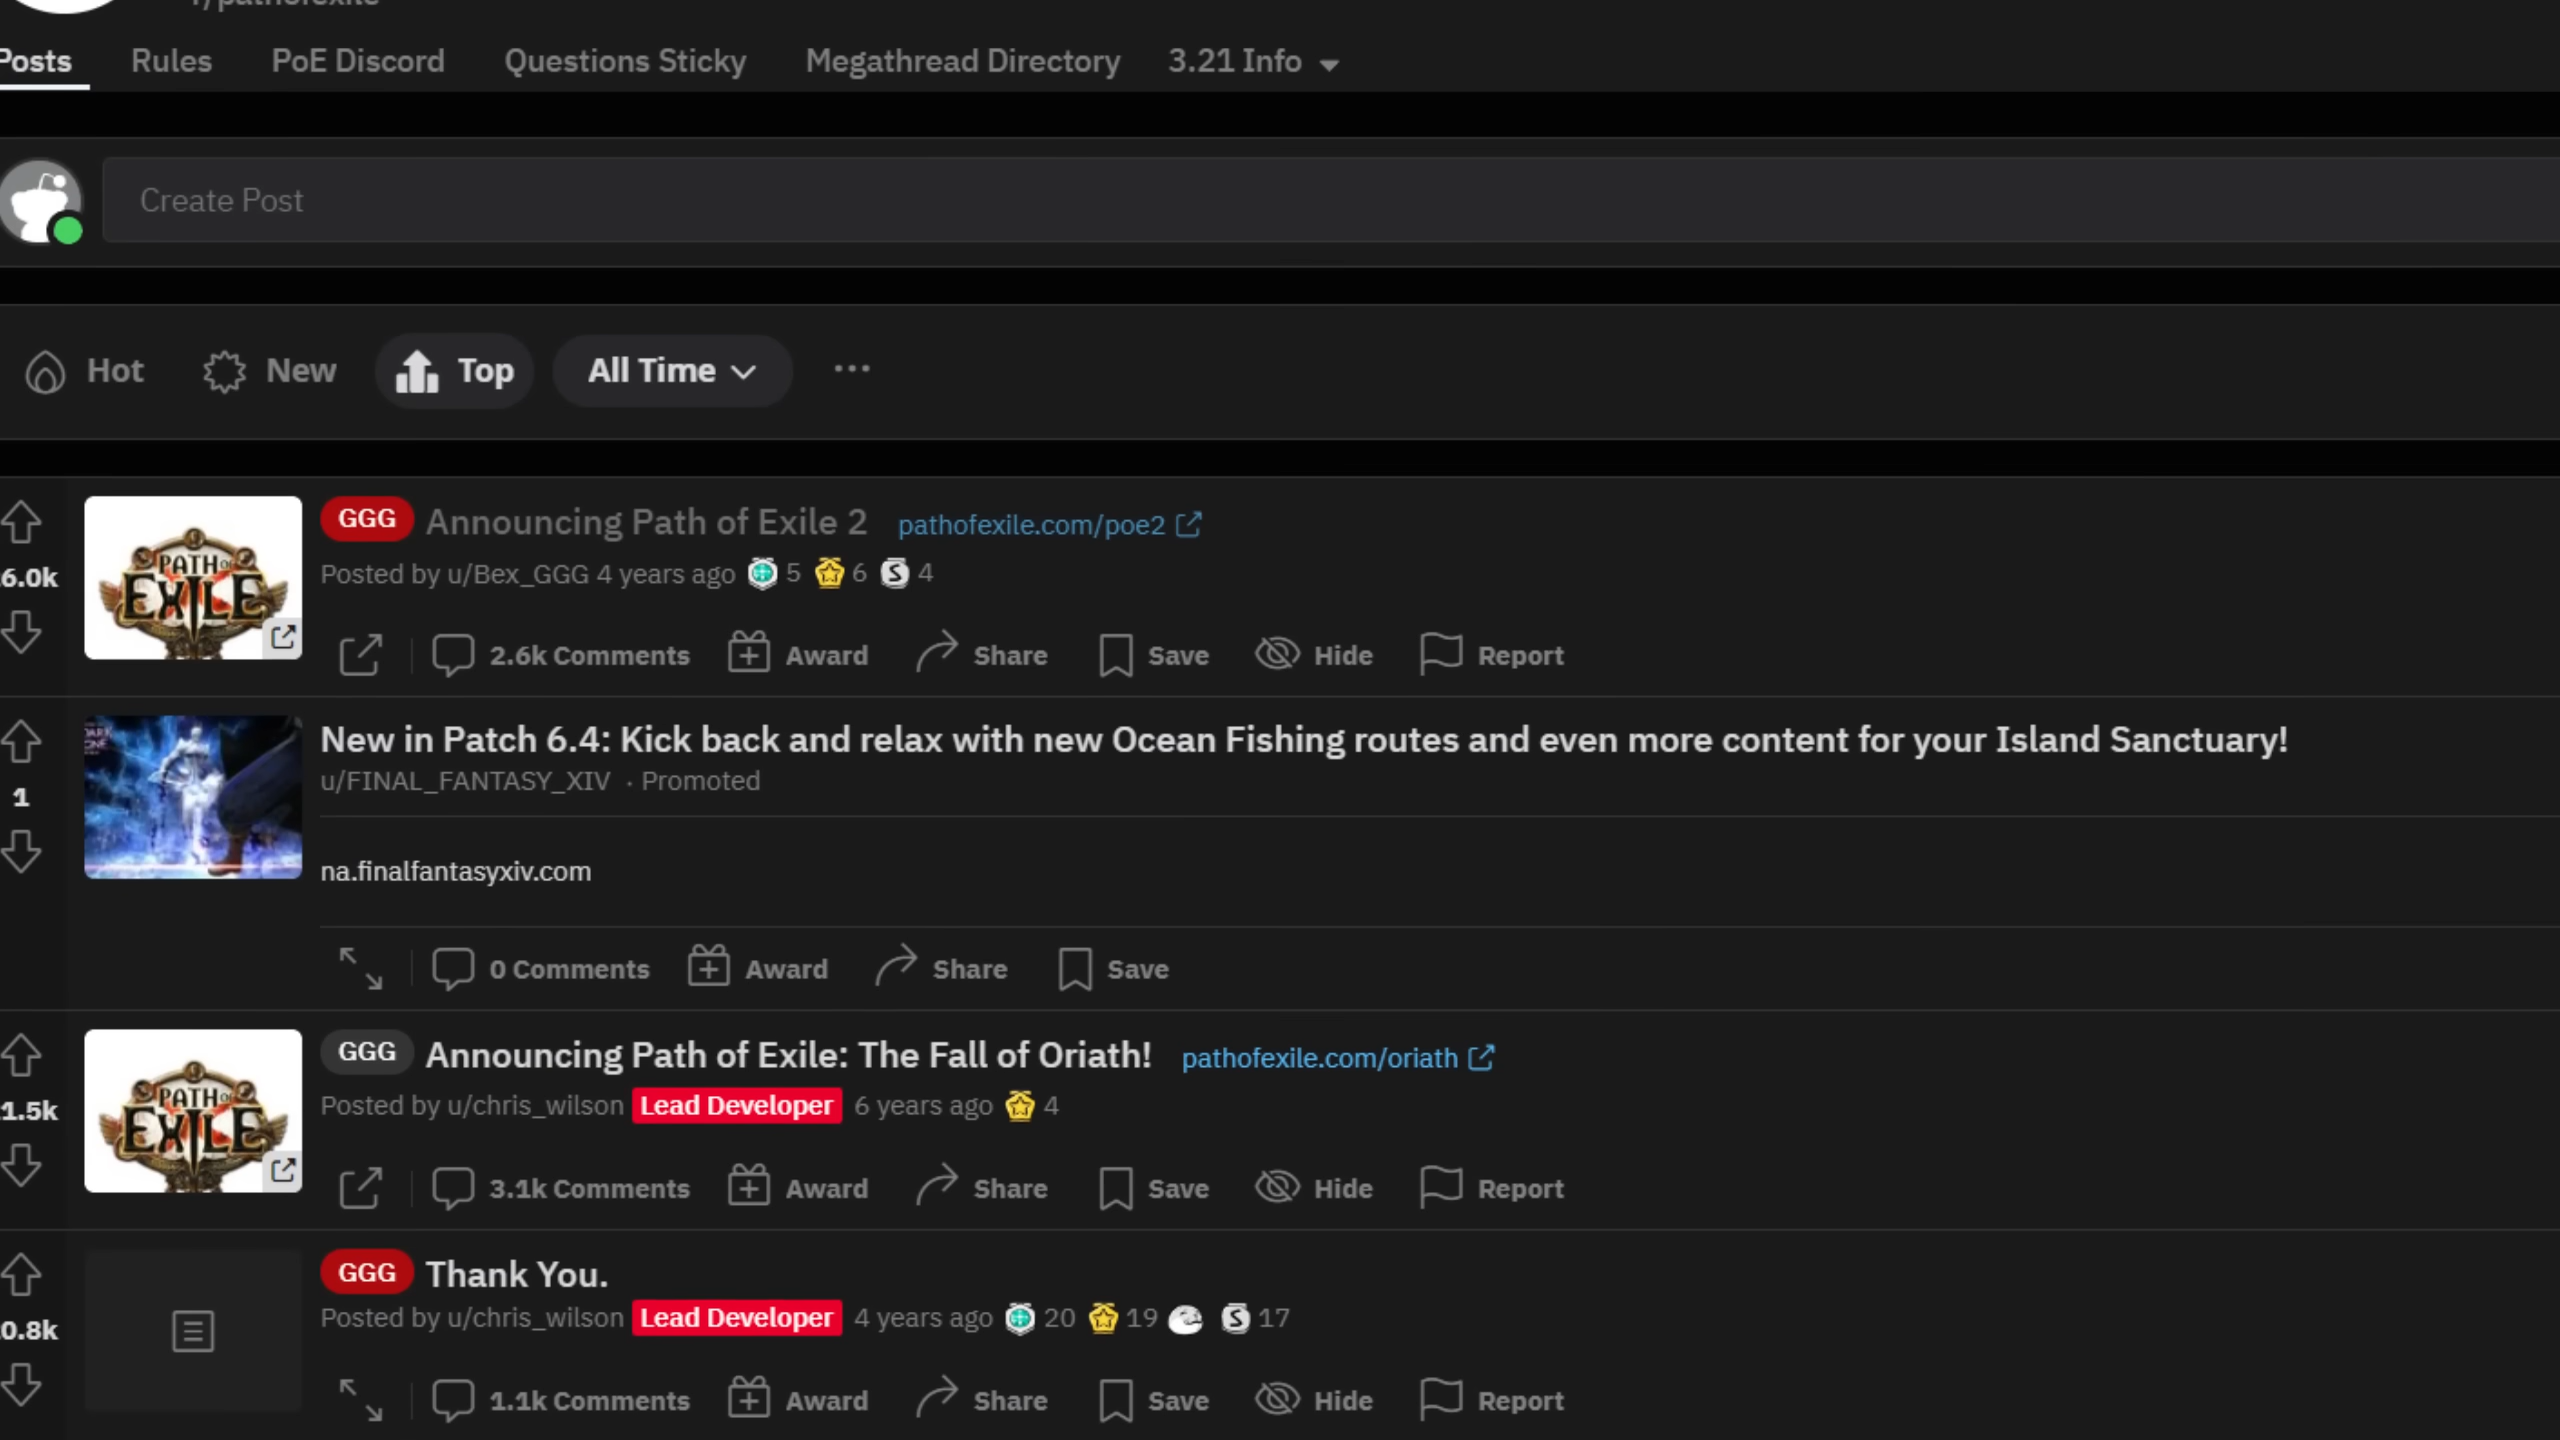 r/pathofexile
Posts Rules PoE Discord Questions Sticky Megathread Directory 3.21 Info
Create Post
Hot New Top All Time ...
GGG Announcing Path of Exile 2 pathofexile.com/poe2
Posted by u/Bex_GGG 4 years ago 5 6 S 4
6.0k
PATH OF
EXILE
2.6k Comments Award Share Save Hide Report
New in Patch 6.4: Kick back and relax with new Ocean Fishing routes and even more content for your Island Sanctuary!
u/FINAL_FANTASY_XIV · Promoted
1
na.finalfantasyxiv.com
0 Comments Award Share Save
GGG Announcing Path of Exile: The Fall of Oriath! pathofexile.com/oriath
Posted by u/chris_wilson Lead Developer 6 years ago 4
1.5k
PATH OF
EXILE
3.1k Comments Award Share Save Hide Report
GGG Thank You.
Posted by u/chris_wilson Lead Developer 4 years ago 20 19 S 17
0.8k
1.1k Comments Award Share Save Hide Report